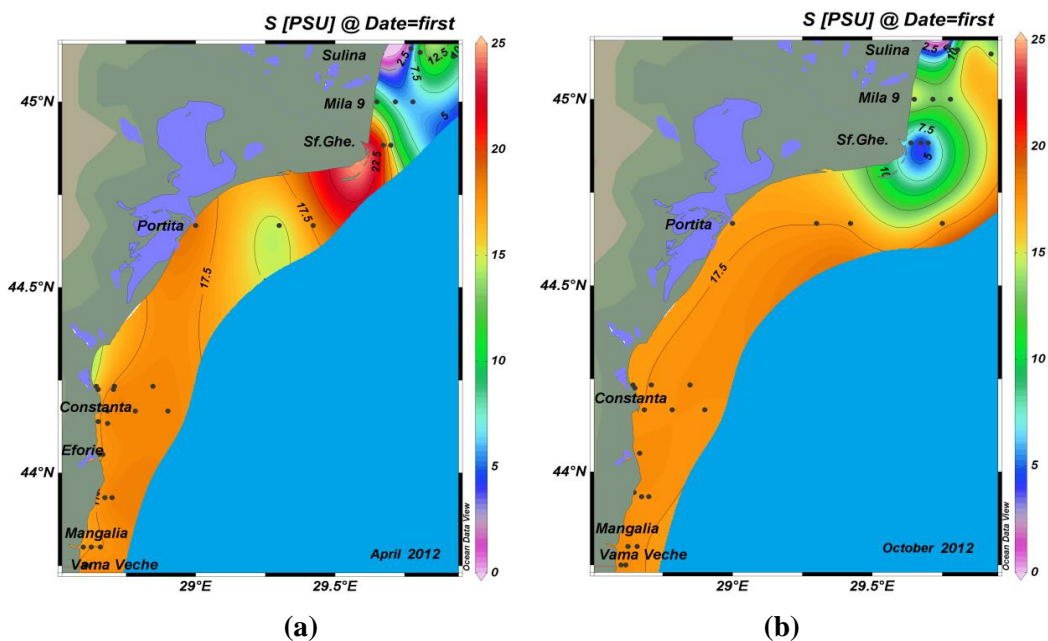 S [PSU] @ Date=first
Sulina
Mila 9
Sf.Ghe.
Portita
Constanta
Eforie
Mangalia
Vama Veche
2.5
7.5
12.5
10
5
22.5
17.5
17.5
45°N
44.5°N
44°N
29°E
29.5°E
25
20
15
10
5
0
April 2012
Ocean Data View
(a)
S [PSU] @ Date=first
Sulina
Mila 9
Sf.Ghe.
Portita
Constanta
Mangalia
Vama Veche
2.5
10
7.5
5
17.5
45°N
44.5°N
44°N
29°E
29.5°E
25
20
15
10
5
0
October 2012
Ocean Data View
(b)